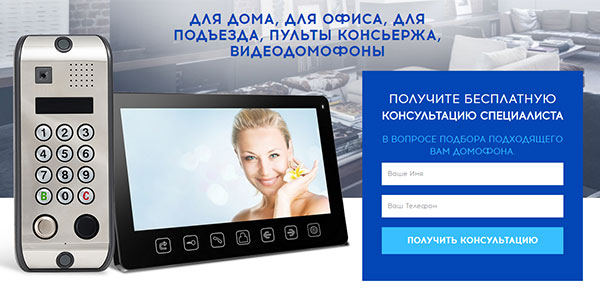 ДЛЯ ДОМА, ДЛЯ ОФИСА, ДЛЯ
ПОДЪЕЗДА, ПУЛЬТЫ КОНСЬЕРЖА,
ВИДЕОДОМОФОНЫ
1 2 3
4 5 6
7 8 9
B 0 C
ПОЛУЧИТЕ БЕСПЛАТНУЮ
КОНСУЛЬТАЦИЮ СПЕЦИАЛИСТА
В ВОПРОСЕ ПОДБОРА ПОДХОДЯЩЕГО
ВАМ ДОМОФОНА.
Ваше Имя
Ваш Телефон
ПОЛУЧИТЬ КОНСУЛЬТАЦИЮ